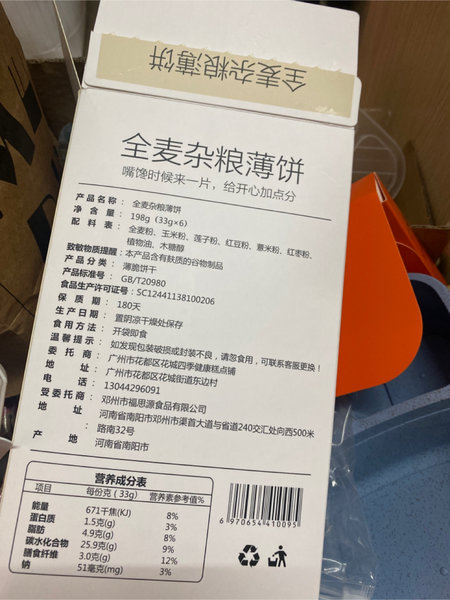 全麦杂粮薄饼
全麦杂粮薄饼
嘴馋时候来一片，给开心加点分
产品名称： 全麦杂粮薄饼
净含量： 198g（33g×6）
配料表： 全麦粉、玉米粉、莲子粉、红豆粉、薏米粉、红枣粉、
植物油、木糖醇
致敏物质提醒：本产品含有麸质的谷物制品
产品分类： 薄脆饼干
产品标准号：GB/T20980
食品生产许可证号：SC12441138100206
保质期： 180天
生产日期：
贮存条件：置阴凉干燥处保存
食用方法： 开袋即食
温馨提示： 如发现包装破损或封装不良，请勿食用，可联系客服更换！
委托商： 广州市花都区花城四季健康糕点铺
地址： 广州市花都区花城街道东边村
电话： 13044296091
受委托商： 邓州市福思源食品有限公司
地址： 河南省南阳市邓州市渠首大道与省道240交汇处向西500米
路南32号
产地 河南省南阳市
营养成分表
项目 每份克（33g） 营养素参考值%
能量 671千焦(KJ) 8%
蛋白质 1.5克(g) 3%
脂肪 4.9克(g) 8%
碳水化合物 25.9克(g) 9%
膳食纤维 3.0克(g) 12%
钠 51毫克(mg) 3%
6 970654 410095